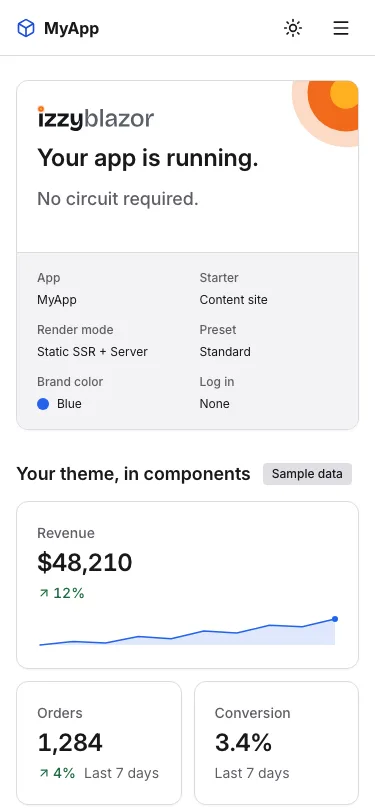 MyApp
izzyblazor
Your app is running.
No circuit required.
App
MyApp
Starter
Content site
Render mode
Static SSR + Server
Preset
Standard
Brand color
Blue
Log in
None
Your theme, in components
Sample data
Revenue
$48,210
12%
Orders
1,284
4% Last 7 days
Conversion
3.4%
Last 7 days